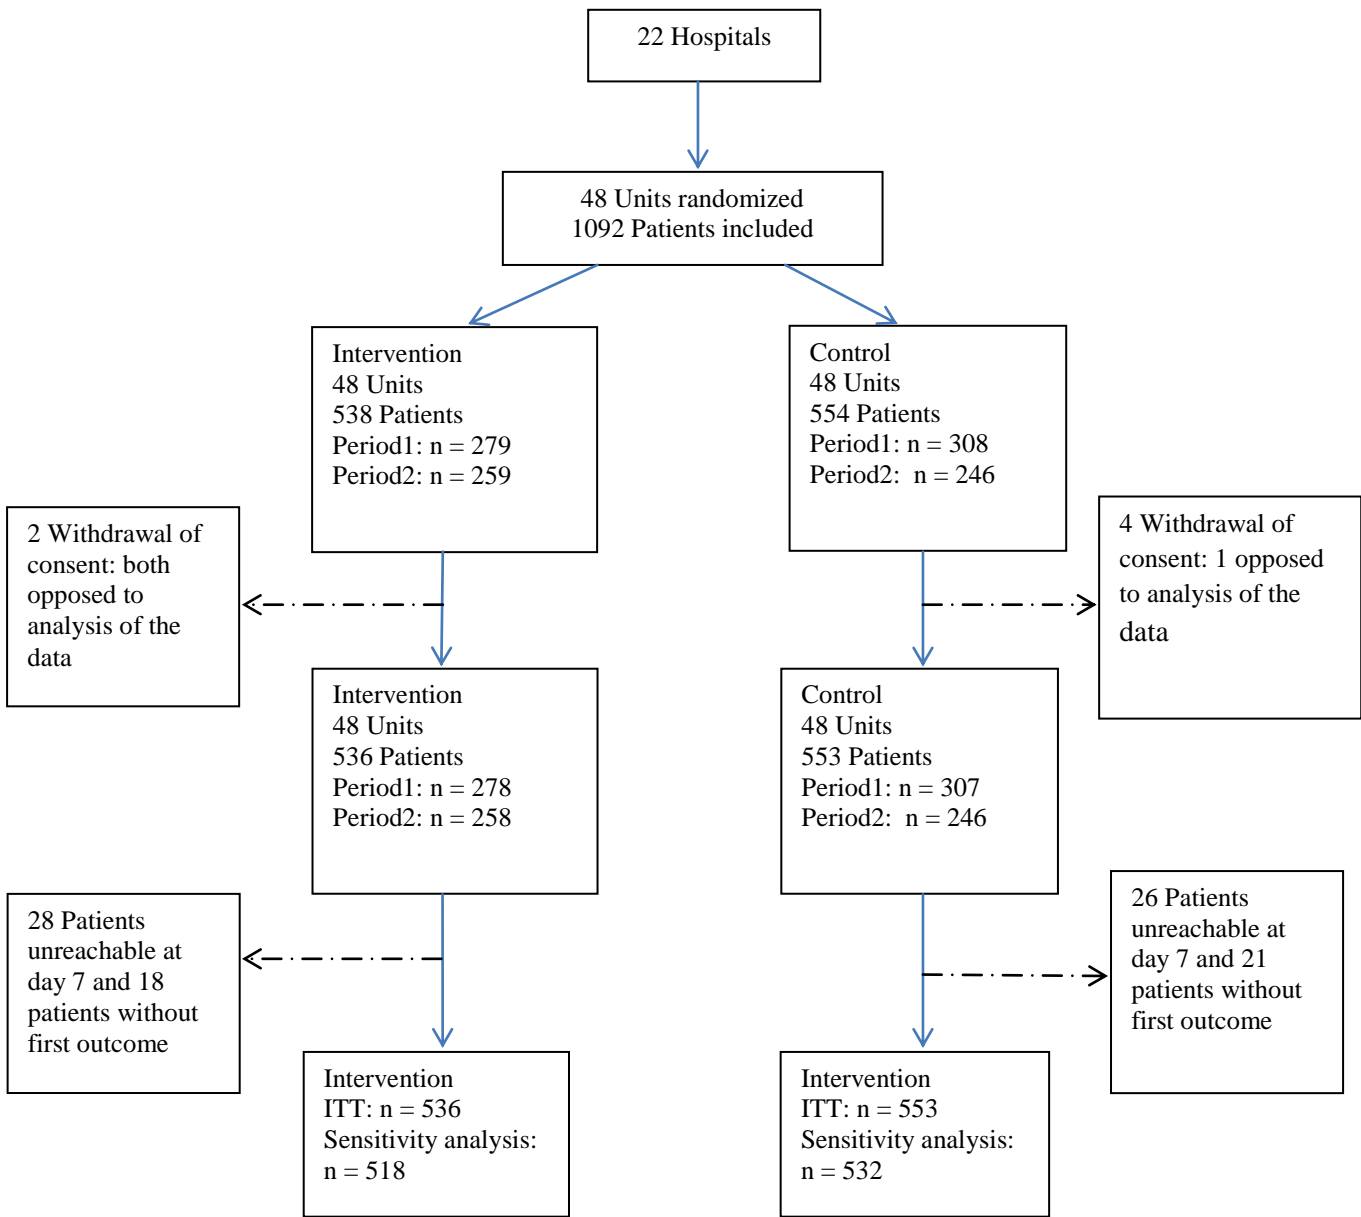 22 Hospitals
48 Units randomized
1092 Patients included
Intervention
48 Units
538 Patients
Period1: n = 279
Period2: n = 259
Control
48 Units
554 Patients
Period1: n = 308
Period2:  n = 246
2 Withdrawal of
consent: both
opposed to
analysis of the
data
4 Withdrawal of
consent: 1 opposed
to analysis of the
data
Intervention
48 Units
536 Patients
Period1: n = 278
Period2: n = 258
Control
48 Units
553 Patients
Period1: n = 307
Period2:  n = 246
28 Patients
unreachable at
day 7 and 18
patients without
first outcome
26 Patients
unreachable at
day 7 and 21
patients without
first outcome
Intervention
ITT: n = 536
Sensitivity analysis:
n = 518
Intervention
ITT: n = 553
Sensitivity analysis:
n = 532